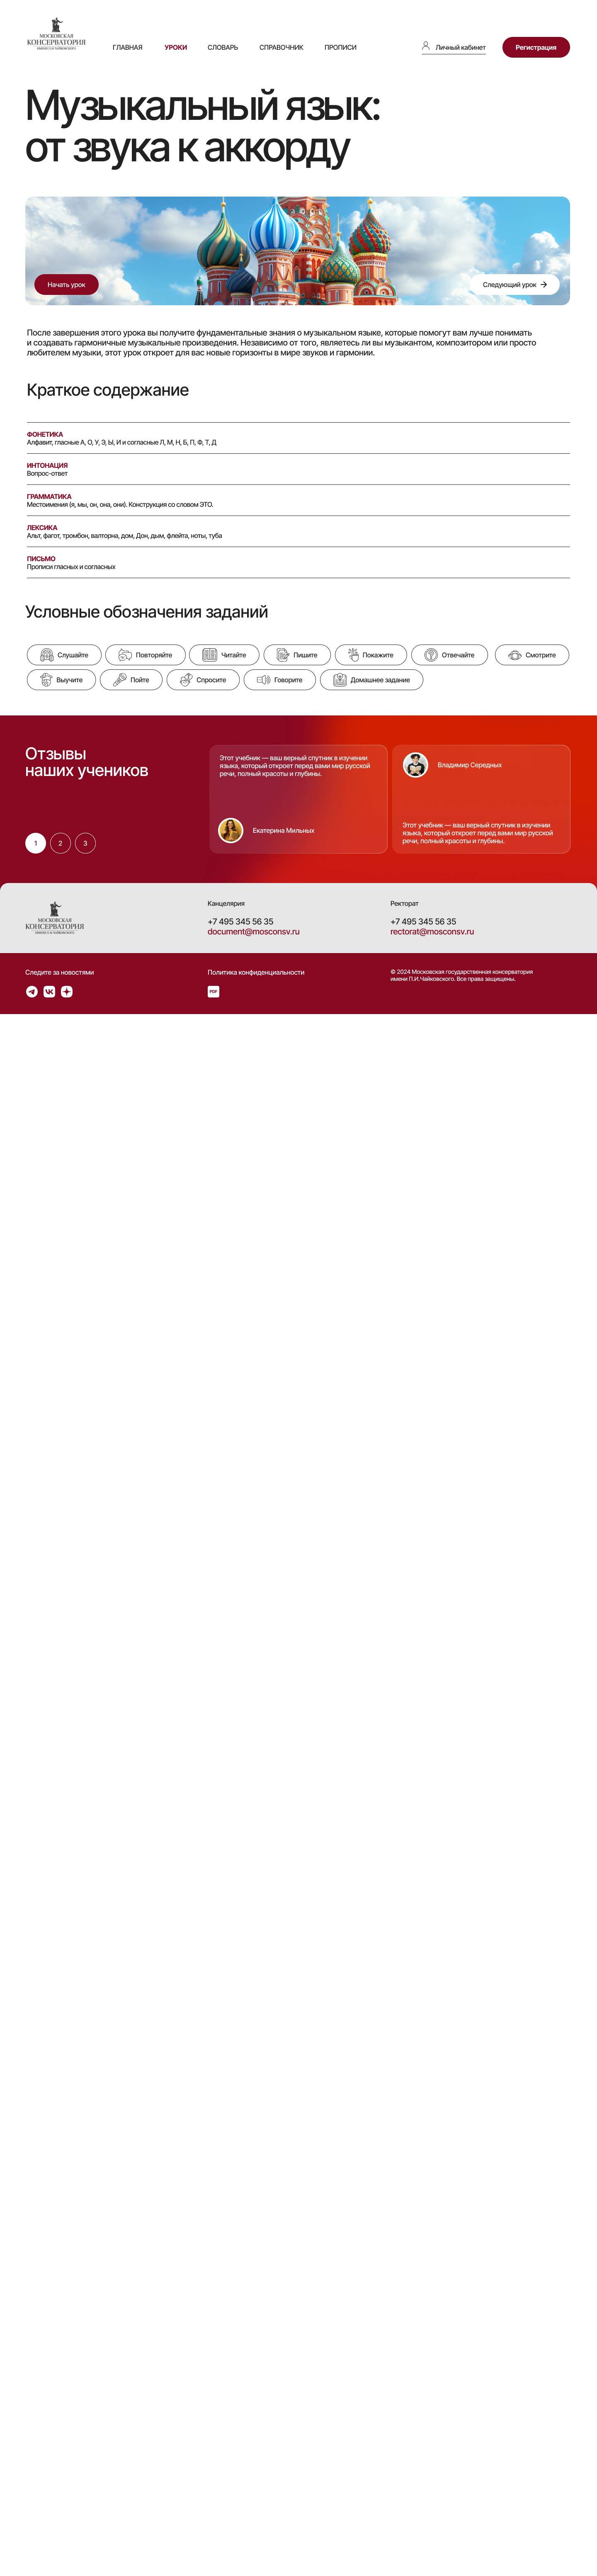 МОСКОВСКАЯ
КОНСЕРВАТОРИЯ
ИМЕНИ П.И.ЧАЙКОВСКОГО
ГЛАВНАЯ УРОКИ СЛОВАРЬ СПРАВОЧНИК ПРОПИСИ Личный кабинет Регистрация
Музыкальный язык:
от звука к аккорду
Начать урок Следующий урок
После завершения этого урока вы получите фундаментальные знания о музыкальном языке, которые помогут вам лучше понимать
и создавать гармоничные музыкальные произведения. Независимо от того, являетесь ли вы музыкантом, композитором или просто
любителем музыки, этот урок откроет для вас новые горизонты в мире звуков и гармонии.
Краткое содержание
ФОНЕТИКА
Алфавит, гласные А, О, У, Э, Ы, И и согласные Л, М, Н, Б, П, Ф, Т, Д
ИНТОНАЦИЯ
Вопрос-ответ
ГРАММАТИКА
Местоимения (я, мы, он, она, они). Конструкция со словом ЭТО.
ЛЕКСИКА
Альт, фагот, тромбон, валторна, дом, Дон, дым, флейта, ноты, туба
ПИСЬМО
Прописи гласных и согласных
Условные обозначения заданий
Слушайте Повторяйте Читайте Пишите Покажите Отвечайте Смотрите
Выучите Пойте Спросите Говорите Домашнее задание
Отзывы
наших учеников
1 2 3
Этот учебник — ваш верный спутник в изучении
языка, который откроет перед вами мир русской
речи, полный красоты и глубины.
Екатерина Мильных
Владимир Середных
Этот учебник — ваш верный спутник в изучении
языка, который откроет перед вами мир русской
речи, полный красоты и глубины.
МОСКОВСКАЯ
КОНСЕРВАТОРИЯ
ИМЕНИ П.И.ЧАЙКОВСКОГО
Канцелярия
+7 495 345 56 35
document@mosconsv.ru
Ректорат
+7 495 345 56 35
rectorat@mosconsv.ru
Следите за новостями
Политика конфиденциальности
PDF
© 2024 Московская государственная консерватория
имени П.И.Чайковского. Все права защищены.